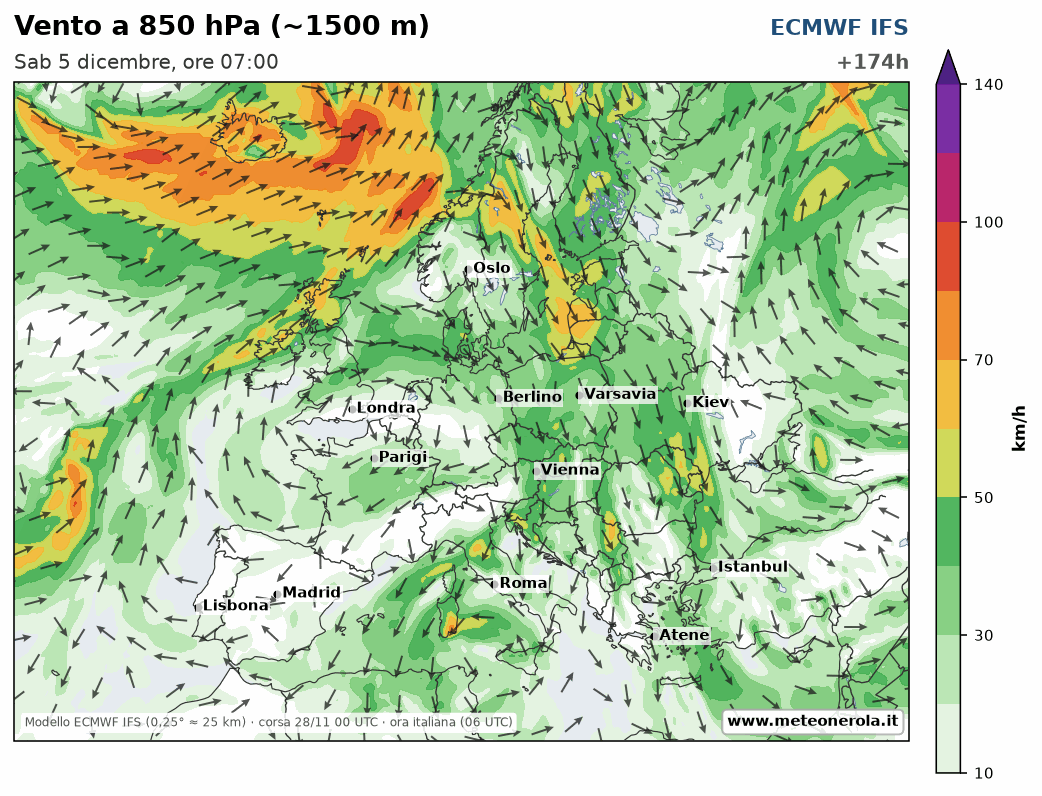 Vento a 850 hPa (~1500 m)
ECMWF IFS
Sab 5 dicembre, ore 07:00
+174h
140
100
70
50
30
10
km/h
Oslo
Berlino
Varsavia
Kiev
Londra
Parigi
Vienna
Istanbul
Roma
Madrid
Lisbona
Atene
Modello ECMWF IFS (0,25° ≈ 25 km) · corsa 28/11 00 UTC · ora italiana (06 UTC)
www.meteonerola.it